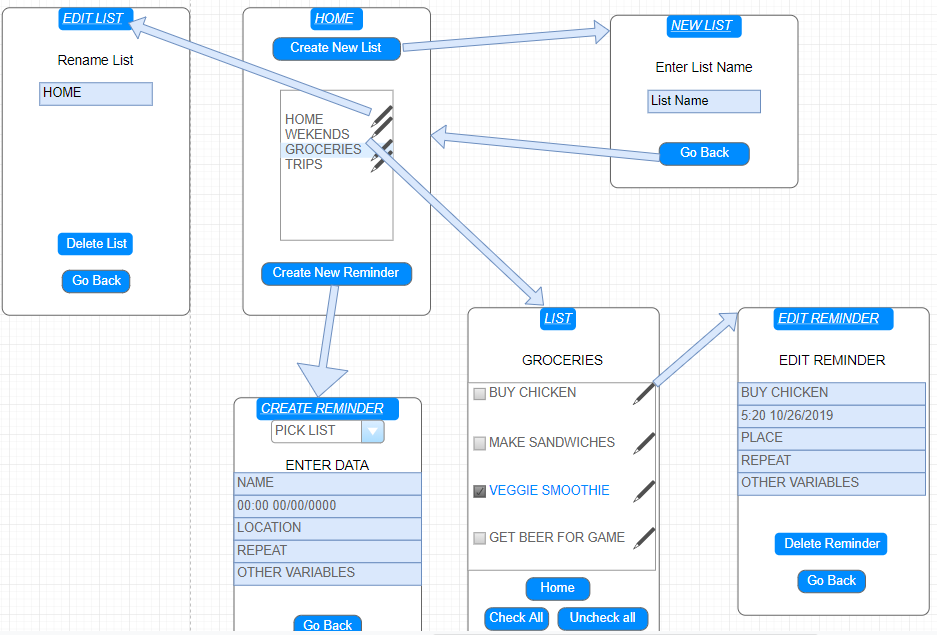 EDIT LIST
Rename List
HOME
Delete List
Go Back
HOME
Create New List
HOME
WEKENDS
GROCERIES
TRIPS
Create New Reminder
NEW LIST
Enter List Name
List Name
Go Back
CREATE REMINDER
PICK LIST
ENTER DATA
NAME
00:00 00/00/0000
LOCATION
REPEAT
OTHER VARIABLES
Go Back
LIST
GROCERIES
BUY CHICKEN
MAKE SANDWICHES
VEGGIE SMOOTHIE
GET BEER FOR GAME
Home
Check All
Uncheck all
EDIT REMINDER
EDIT REMINDER
BUY CHICKEN
5:20 10/26/2019
PLACE
REPEAT
OTHER VARIABLES
Delete Reminder
Go Back